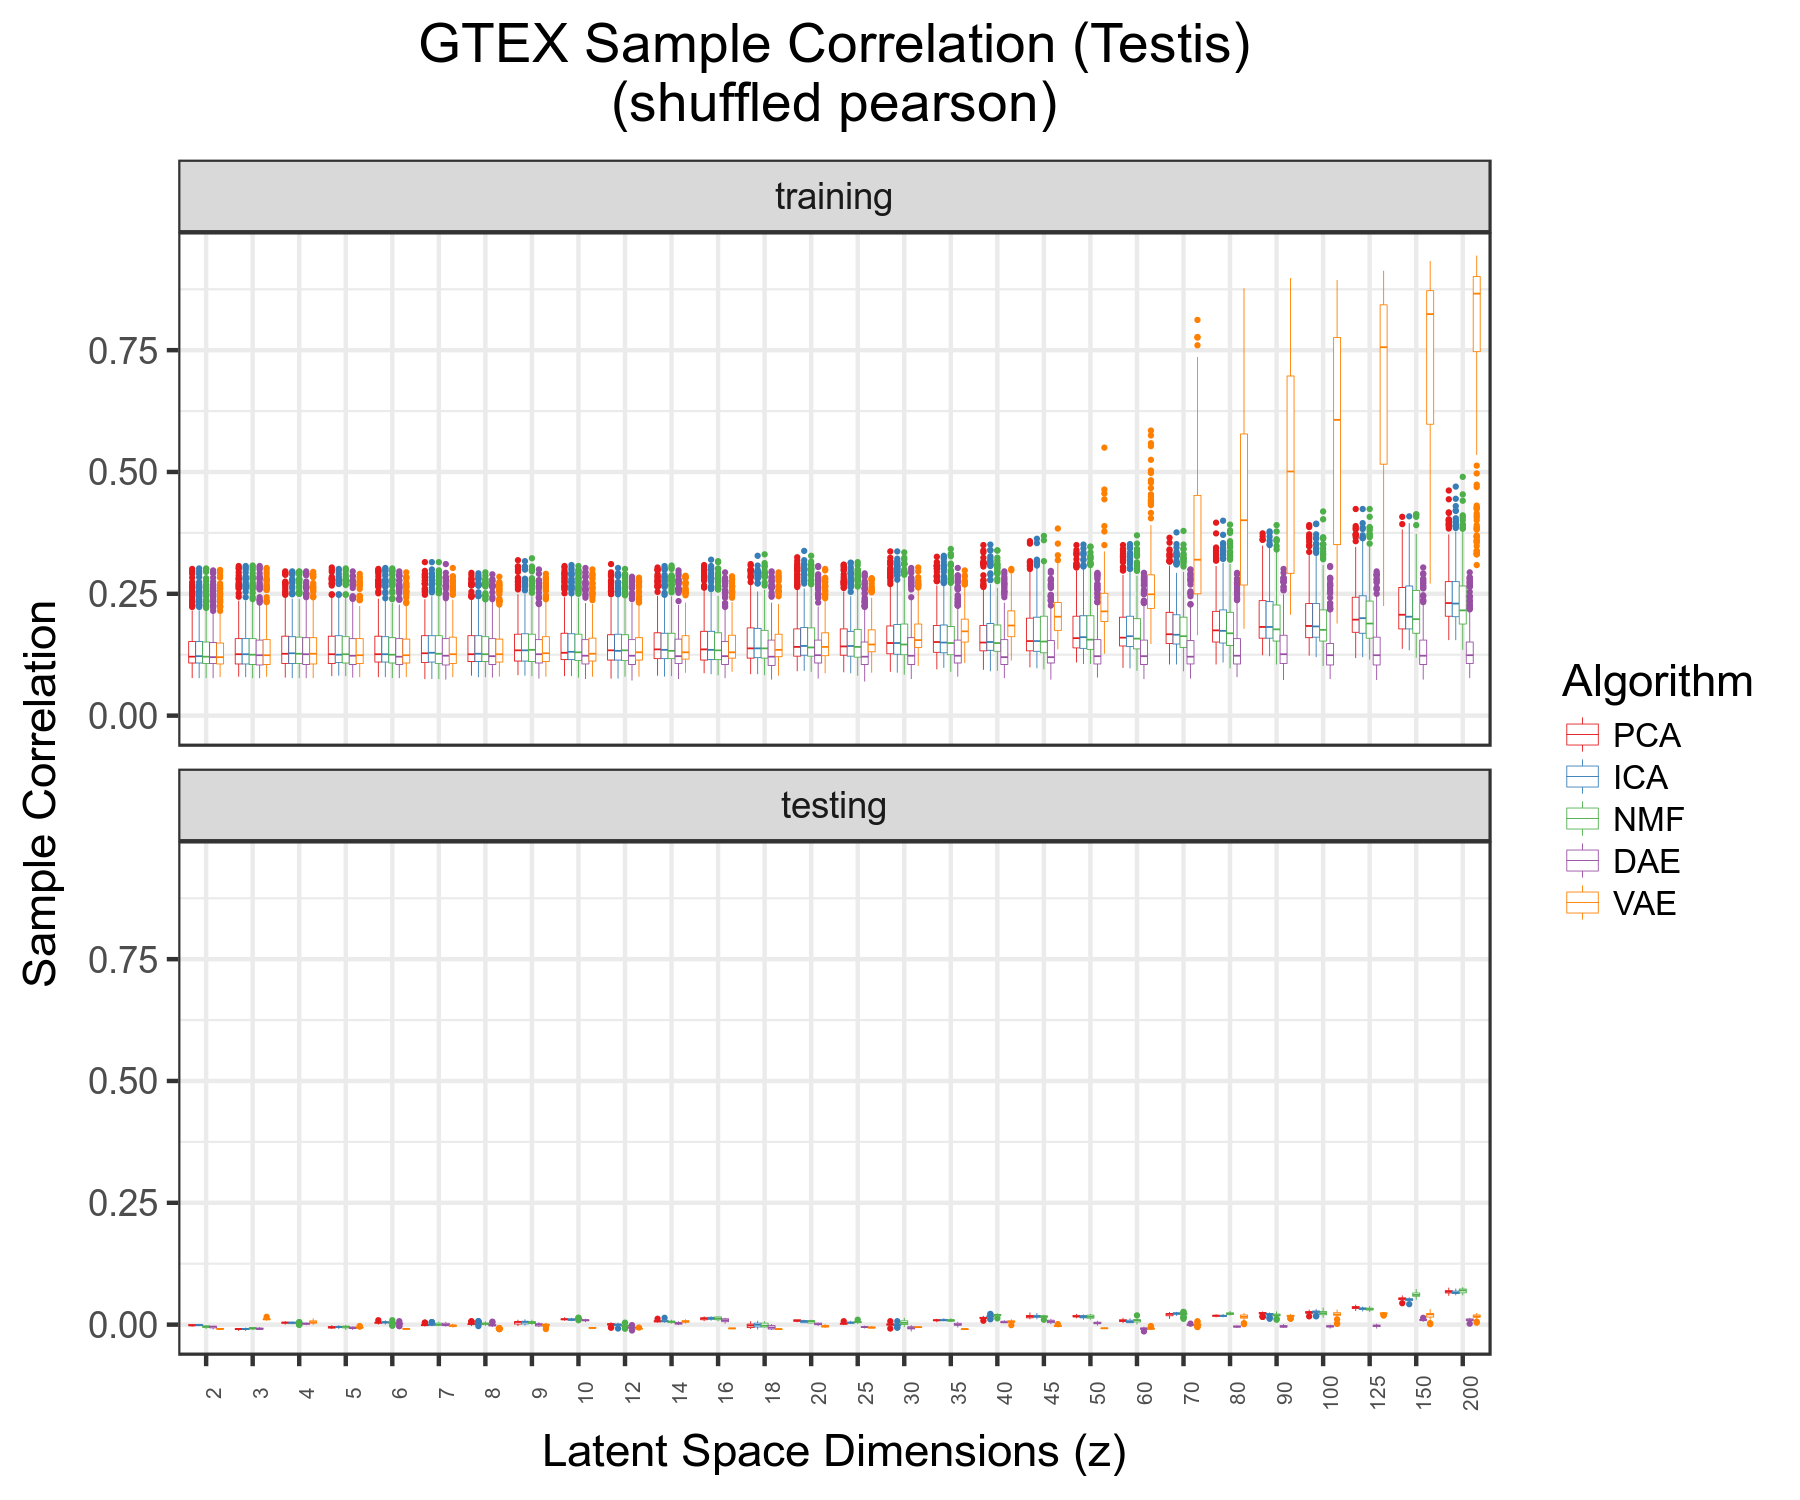 GTEX Sample Correlation (Testis)
(shuffled pearson)
training
0.75
0.50
0.25
0.00
testing
0.75
0.50
0.25
0.00
Sample Correlation
2 3 4 5 6 7 8 9 10 12 14 16 18 20 25 30 35 40 45 50 60 70 80 90 100 125 150 200
Latent Space Dimensions (z)
Algorithm
PCA
ICA
NMF
DAE
VAE